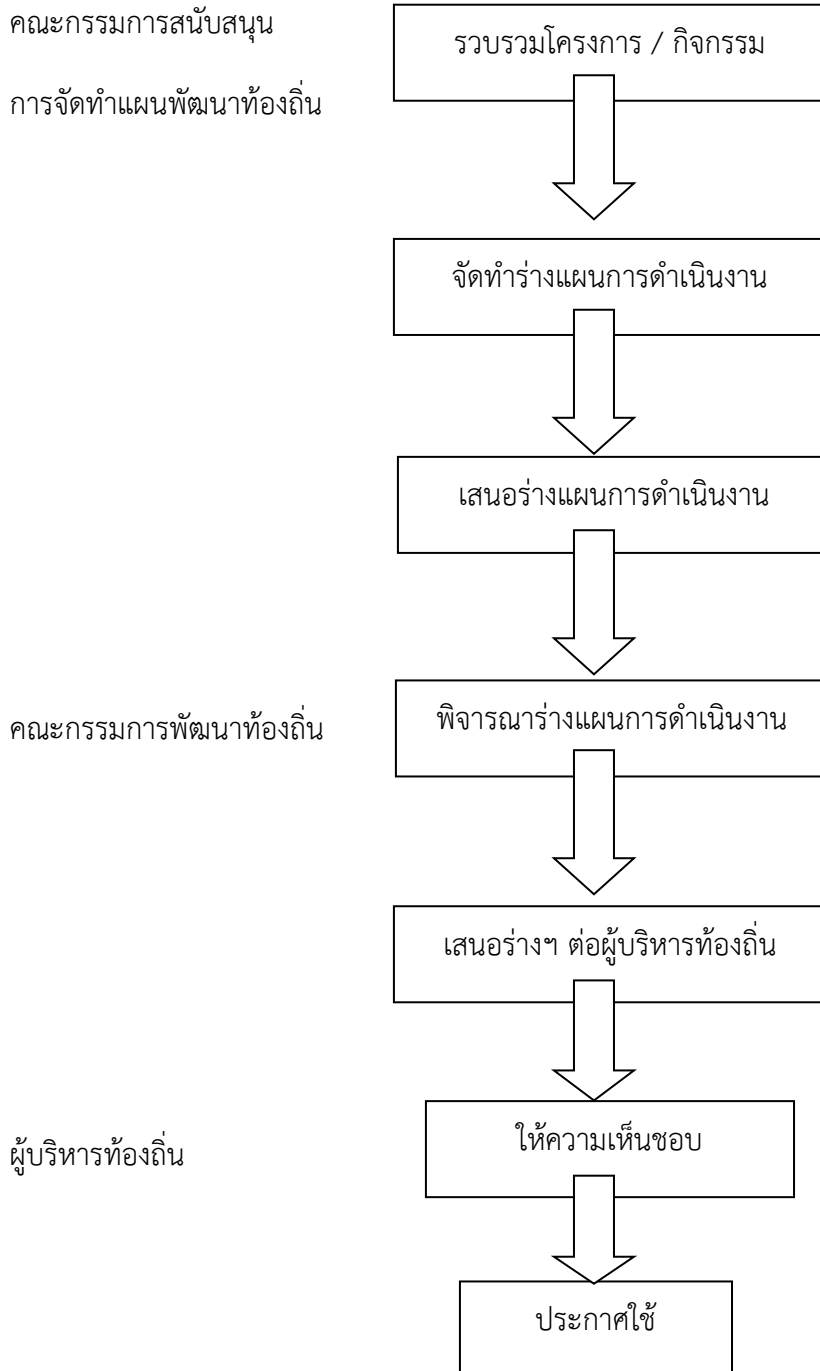 คณะกรรมการสนับสนุน
รวบรวมโครงการ / กิจกรรม
การจัดทำแผนพัฒนาท้องถิ่น
จัดทำร่างแผนการดำเนินงาน
เสนอร่างแผนการดำเนินงาน
คณะกรรมการพัฒนาท้องถิ่น
พิจารณาร่างแผนการดำเนินงาน
เสนอร่างฯ ต่อผู้บริหารท้องถิ่น
ผู้บริหารท้องถิ่น
ให้ความเห็นชอบ
ประกาศใช้